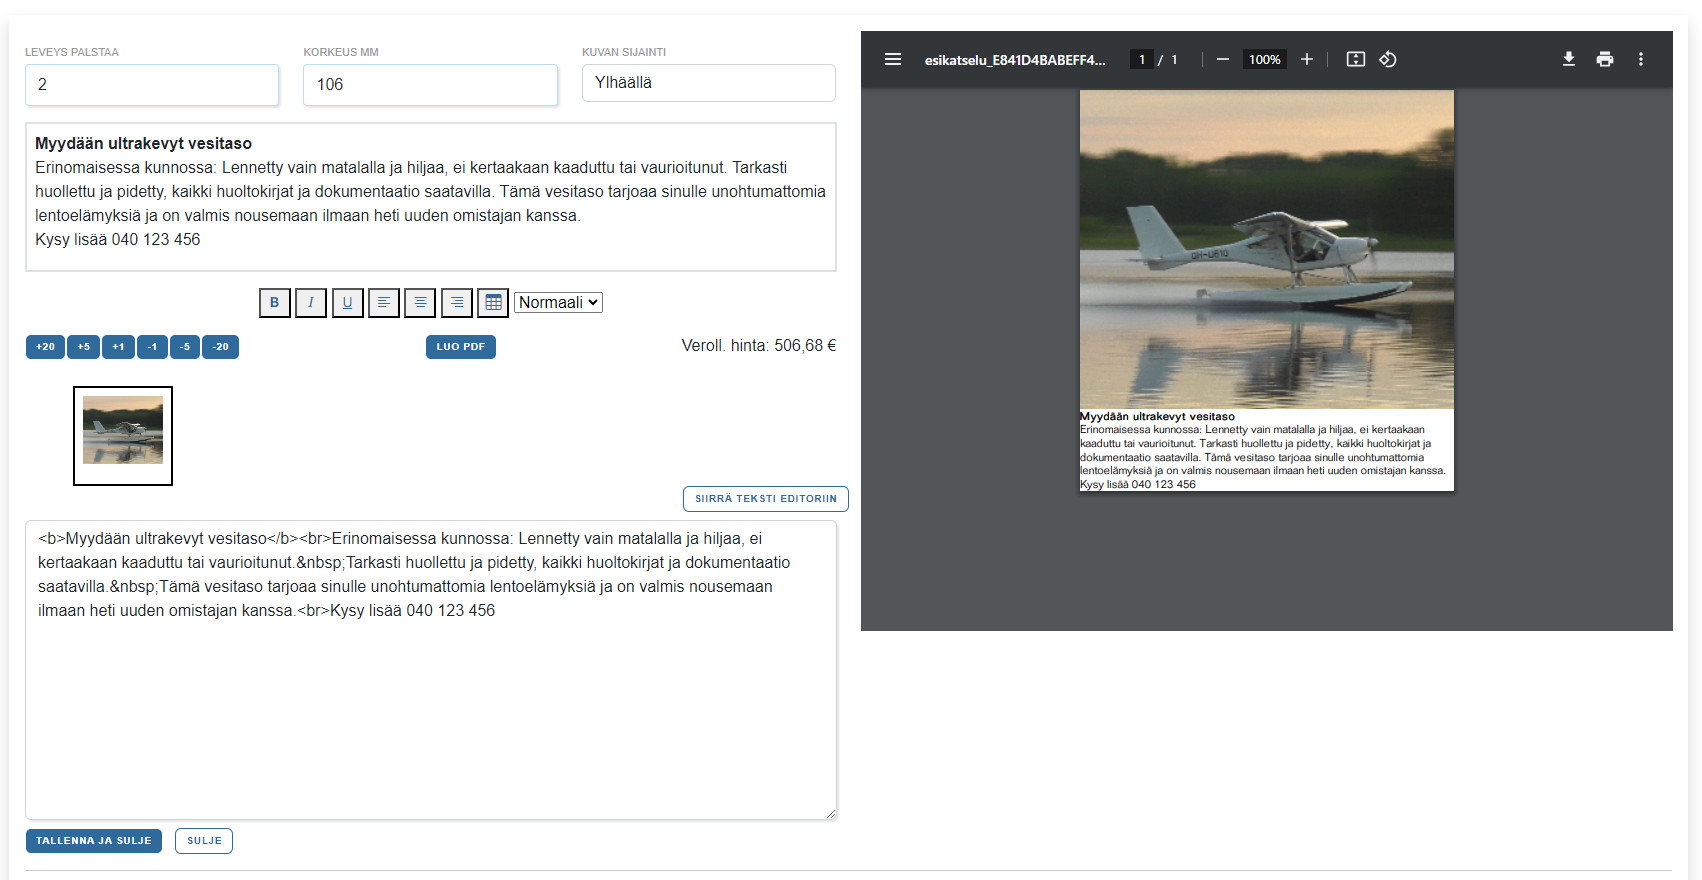 LEVEYS PALSTAA
KORKEUS MM
KUVAN SIJAINTI
2
106
Ylhäällä
Myydään ultrakevyt vesitaso
Erinomaisessa kunnossa: Lennetty vain matalalla ja hiljaa, ei kertaakaan kaaduttu tai vaurioitunut. Tarkasti
huollettu ja pidetty, kaikki huoltokirjat ja dokumentaatio saatavilla. Tämä vesitaso tarjoaa sinulle unohtumattomia
lentoelämyksiä ja on valmis nousemaan ilmaan heti uuden omistajan kanssa.
Kysy lisää 040 123 456
B I U Normaali
+20 +5 +1 -1 -5 -20
LUO PDF
Veroll. hinta: 506,68 €
SIIRRÄ TEKSTI EDITORIIN
<b>Myydään ultrakevyt vesitaso</b><br>Erinomaisessa kunnossa: Lennetty vain matalalla ja hiljaa, ei
kertaakaan kaaduttu tai vaurioitunut.&nbsp;Tarkasti huollettu ja pidetty, kaikki huoltokirjat ja dokumentaatio
saatavilla.&nbsp;Tämä vesitaso tarjoaa sinulle unohtumattomia lentoelämyksiä ja on valmis nousemaan
ilmaan heti uuden omistajan kanssa.<br>Kysy lisää 040 123 456
TALLENNA JA SULJE
SULJE
esikatselu_E841D4BABEFF4...
1 / 1
100%
OH-U610
Myydään ultrakevyt vesitaso
Erinomaisessa kunnossa: Lennetty vain matalalla ja hiljaa, ei kertaakaan
kaaduttu tai vaurioitunut. Tarkasti huollettu ja pidetty, kaikki huoltokirjat ja
dokumentaatio saatavilla. Tämä vesitaso tarjoaa sinulle unohtumattomia
lentoelämyksiä ja on valmis nousemaan ilmaan heti uuden omistajan kanssa.
Kysy lisää 040 123 456